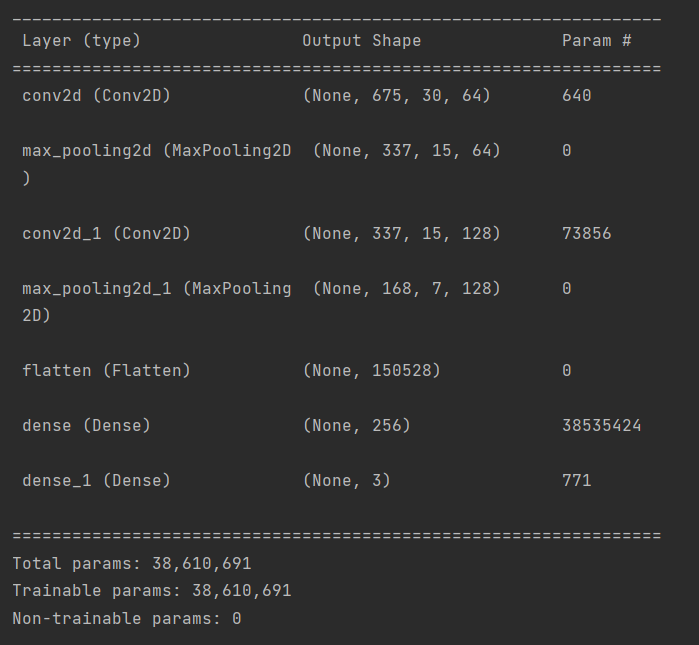 _________________________________________________________________
 Layer (type)                Output Shape              Param #
=================================================================
 conv2d (Conv2D)             (None, 675, 30, 64)       640
 max_pooling2d (MaxPooling2D  (None, 337, 15, 64)      0
 )
 conv2d_1 (Conv2D)           (None, 337, 15, 128)      73856
 max_pooling2d_1 (MaxPooling  (None, 168, 7, 128)      0
 2D)
 flatten (Flatten)           (None, 150528)            0
 dense (Dense)               (None, 256)               38535424
 dense_1 (Dense)             (None, 3)                 771
=================================================================
Total params: 38,610,691
Trainable params: 38,610,691
Non-trainable params: 0